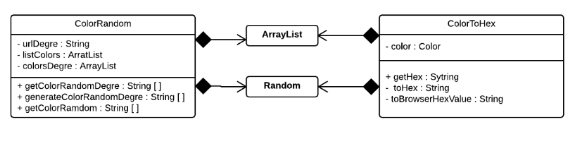 ColorRandom
- urlDegre : String
- listColors : ArratList
- colorsDegre : ArrayList
+ getColorRandomDegre : String [ ]
+ generateColorRandomDegre : String [ ]
+ getColorRamdom : String [ ]
ArrayList
Random
ColorToHex
- color : Color
+ getHex : Sytring
- toHex : String
- toBrowserHexValue : String